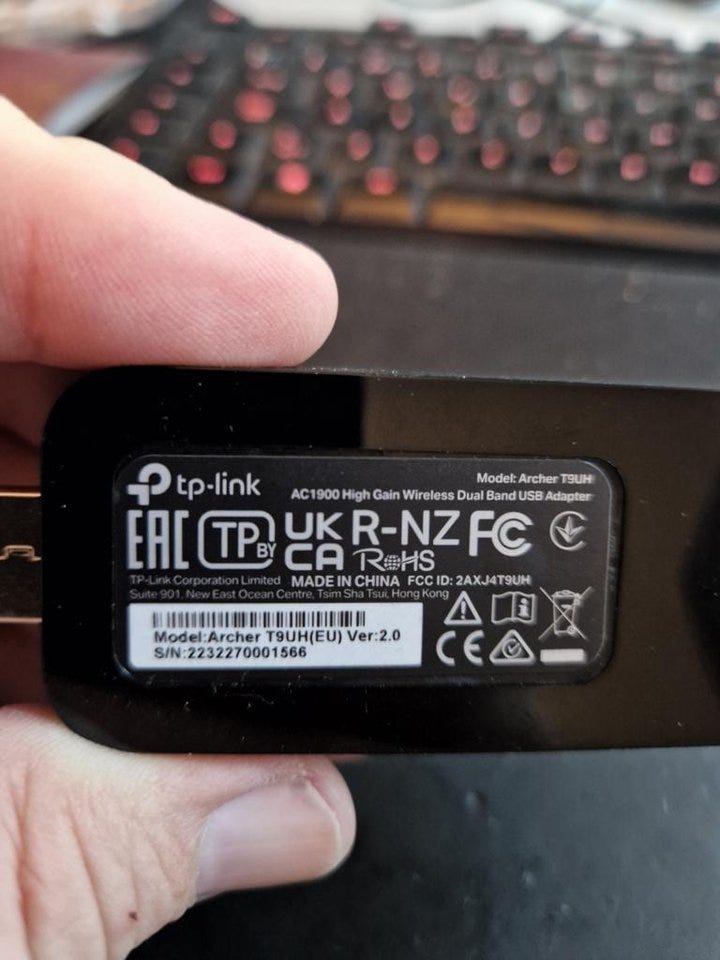 tp-link
Model: Archer T9UH
AC1900 High Gain Wireless Dual Band USB Adapter
EAC TP BY UK CA R-NZ RoHS FC
TP-Link Corporation Limited MADE IN CHINA FCC ID: 2AXJ4T9UH
Suite 901, New East Ocean Centre, Tsim Sha Tsui, Hong Kong
Model:Archer T9UH(EU) Ver:2.0
S/N:2232270001566
CE